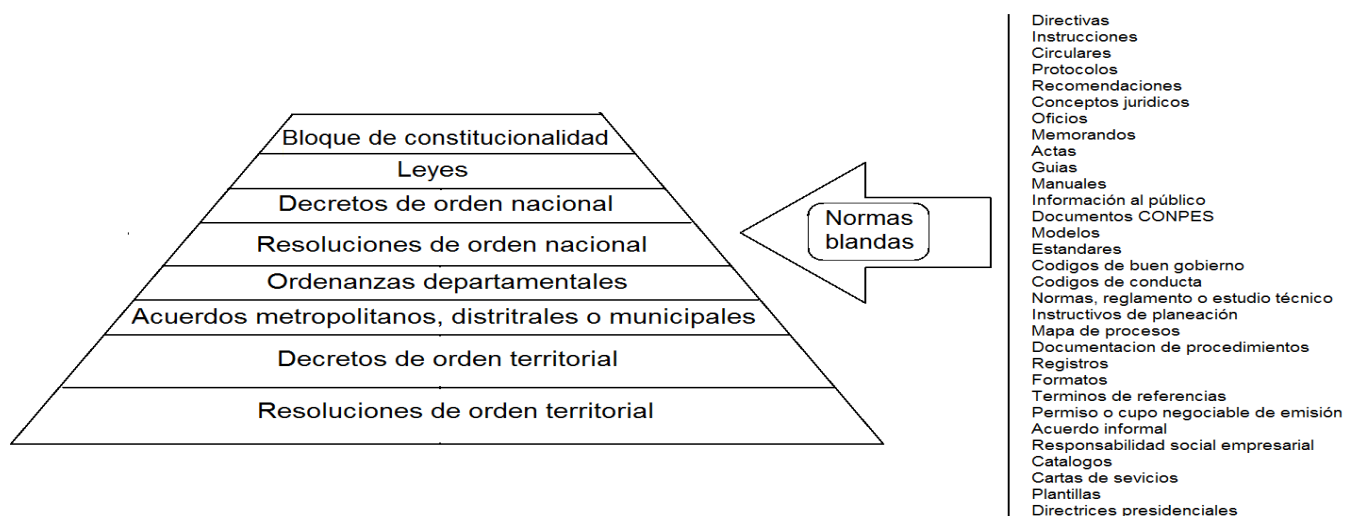 Bloque de constitucionalidad
Leyes
Decretos de orden nacional
Resoluciones de orden nacional
Ordenanzas departamentales
Acuerdos metropolitanos, distritrales o municipales
Decretos de orden territorial
Resoluciones de orden territorial
Normas
blandas
Directivas
Instrucciones
Circulares
Protocolos
Recomendaciones
Conceptos juridicos
Oficios
Memorandos
Actas
Guias
Manuales
Información al público
Documentos CONPES
Modelos
Estandares
Codigos de buen gobierno
Codigos de conducta
Normas, reglamento o estudio técnico
Instructivos de planeación
Mapa de procesos
Documentacion de procedimientos
Registros
Formatos
Terminos de referencias
Permiso o cupo negociable de emisión
Acuerdo informal
Responsabilidad social empresarial
Catalogos
Cartas de sevicios
Plantillas
Directrices presidenciales